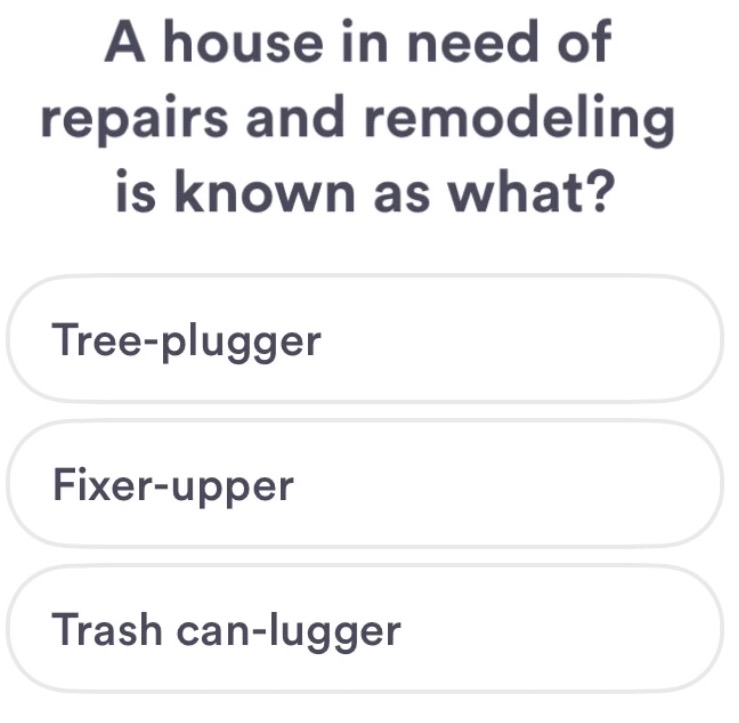 A house in need of
repairs and remodeling
is known as what?
Tree-plugger
Fixer-upper
Trash can-lugger